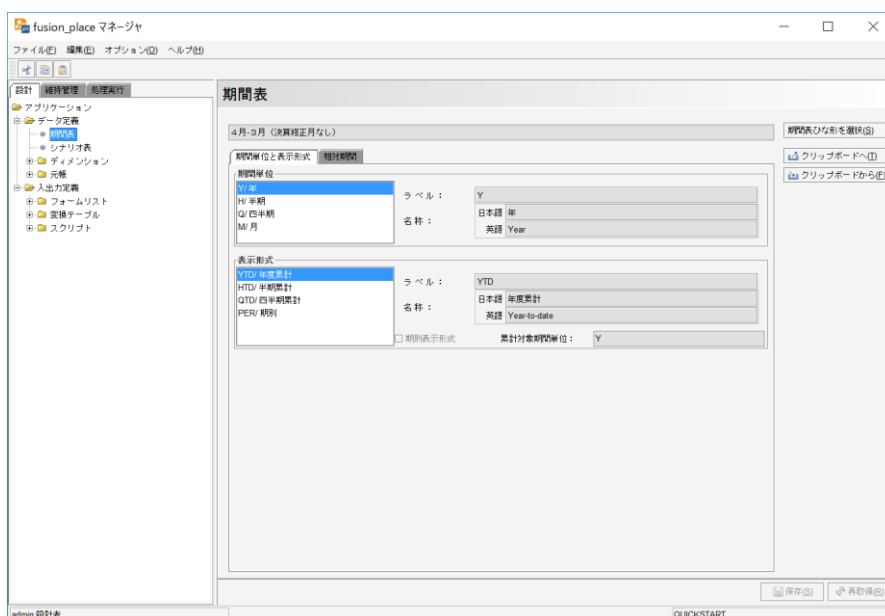 fusion_place マネージャ
ファイル(F) 編集(E) オプション(O) ヘルプ(H)
設計 維持管理 処理実行
アプリケーション
データ定義
期間表
シナリオ表
ディメンション
元帳
入出力定義
フォームリスト
変換テーブル
スクリプト
期間表
4月-3月（決算修正月なし）
期間表ひな形を選択(S)
クリップボードへ(T)
クリップボードから(F)
期間単位と表示形式 相対期間
期間単位
Y/ 年
H/ 半期
Q/ 四半期
M/ 月
ラベル： Y
名称： 日本語 年
英語 Year
表示形式
YTD/ 年度累計
HTD/ 半期累計
QTD/ 四半期累計
PER/ 期別
ラベル： YTD
名称： 日本語 年度累計
英語 Year-to-date
期別表示形式 累計対象期間単位： Y
保存(S) 再取得(R)
admin:設計者 QUICKSTART